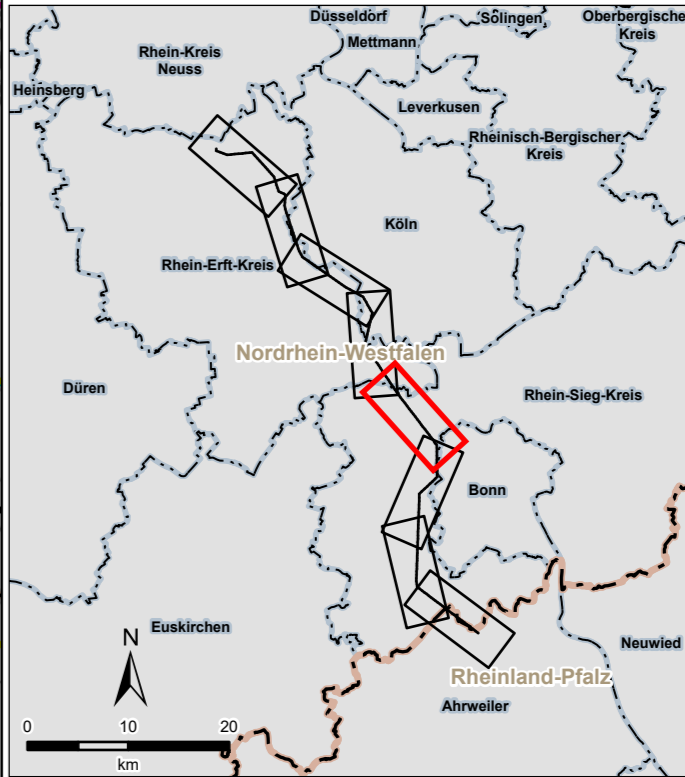 Düsseldorf
Solingen
Oberbergische
Kreis
Mettmann
Rhein-Kreis
Neuss
Heinsberg
Leverkusen
Rheinisch-Bergischer
Kreis
Köln
Rhein-Erft-Kreis
Nordrhein-Westfalen
Düren
Rhein-Sieg-Kreis
Bonn
Euskirchen
N
Neuwied
Rheinland-Pfalz
Ahrweiler
0 10 20
km